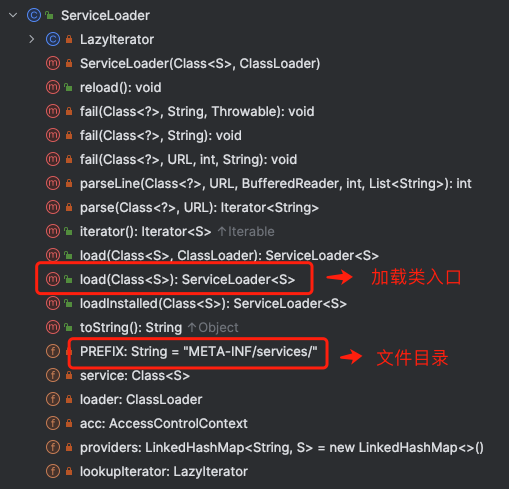 ServiceLoader
LazyIterator
ServiceLoader(Class<S>, ClassLoader)
reload(): void
fail(Class<?>, String, Throwable): void
fail(Class<?>, String): void
fail(Class<?>, URL, int, String): void
parseLine(Class<?>, URL, BufferedReader, int, List<String>): int
parse(Class<?>, URL): Iterator<String>
iterator(): Iterator<S> ↑Iterable
load(Class<S>, ClassLoader): ServiceLoader<S>
load(Class<S>): ServiceLoader<S> 加载类入口
loadInstalled(Class<S>): ServiceLoader<S>
toString(): String ↑Object
PREFIX: String = "META-INF/services/" 文件目录
service: Class<S>
loader: ClassLoader
acc: AccessControlContext
providers: LinkedHashMap<String, S> = new LinkedHashMap<>()
lookupIterator: LazyIterator